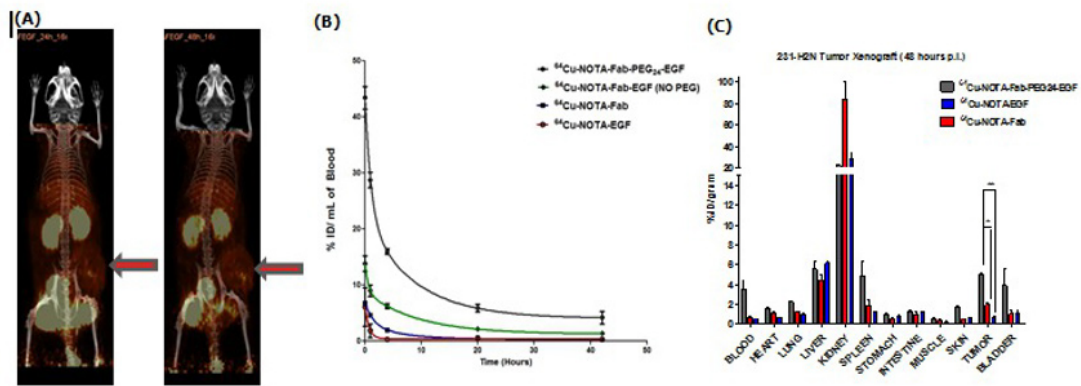 (A)
FEGF_24h_16i
FEGF_48h_16i
(B)
% ID/ mL of Blood
50
40
30
20
10
0
0
10
20
30
40
50
Time (Hours)
⁶⁴Cu-NOTA-Fab-PEG₂₄-EGF
⁶⁴Cu-NOTA-Fab-EGF (NO PEG)
⁶⁴Cu-NOTA-Fab
⁶⁴Cu-NOTA-EGF
(C)
231-H2N Tumor Xenograft (48 hours p.i.)
⁶⁴Cu-NOTA-Fab-PEG24-EGF
⁶⁴Cu-NOTA-EGF
⁶⁴Cu-NOTA-Fab
%ID/gram
100
80
60
40
20
14
12
10
8
6
4
2
0
BLOOD
HEART
LUNG
LIVER
KIDNEY
SPLEEN
STOMACH
INTESTINE
MUSCLE
SKIN
TUMOR
BLADDER